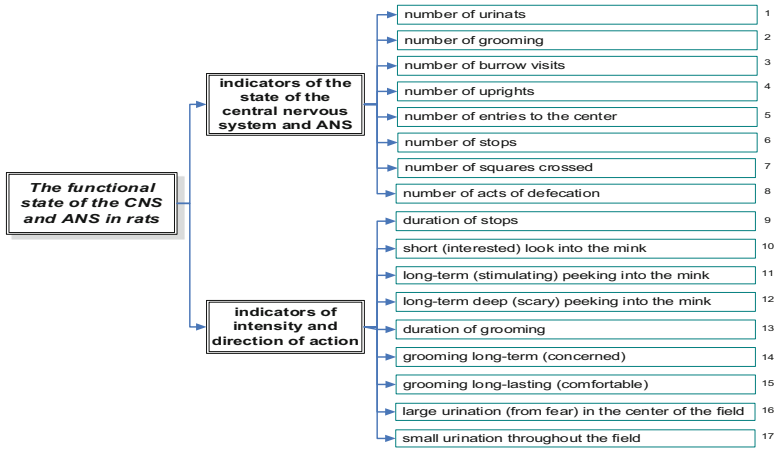 The functional
state of the CNS
and ANS in rats
indicators of the
state of the
central nervous
system and ANS
number of urinats 1
number of grooming 2
number of burrow visits 3
number of uprights 4
number of entries to the center 5
number of stops 6
number of squares crossed 7
number of acts of defecation 8
indicators of
intensity and
direction of action
duration of stops 9
short (interested) look into the mink 10
long-term (stimulating) peeking into the mink 11
long-term deep (scary) peeking into the mink 12
duration of grooming 13
grooming long-term (concerned) 14
grooming long-lasting (comfortable) 15
large urination (from fear) in the center of the field 16
small urination throughout the field 17